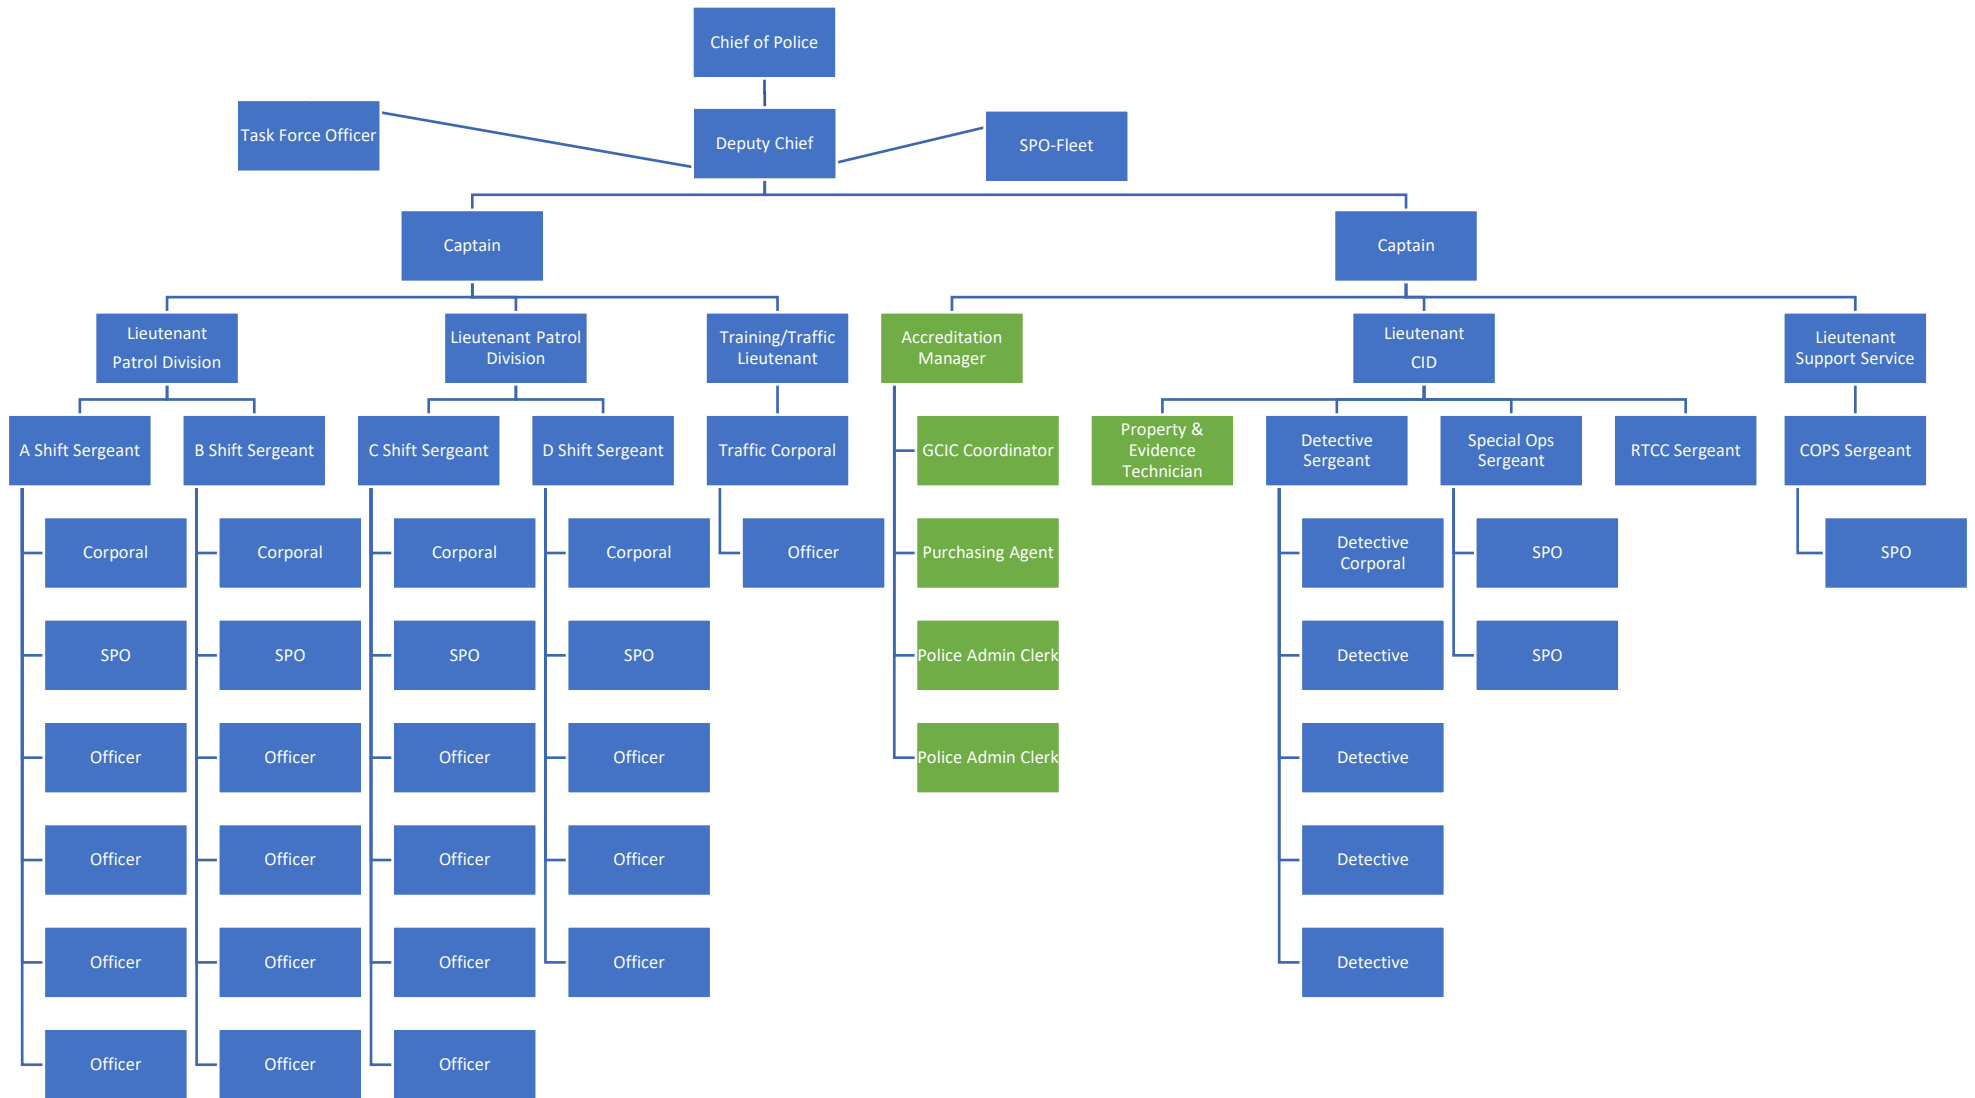 Chief of Police
Task Force Officer
Deputy Chief
SPO-Fleet
Captain
Captain
Lieutenant
Patrol Division
Lieutenant Patrol
Division
Training/Traffic
Lieutenant
Accreditation
Manager
Lieutenant
CID
Lieutenant
Support Service
A Shift Sergeant
B Shift Sergeant
C Shift Sergeant
D Shift Sergeant
Traffic Corporal
GCIC Coordinator
Property &
Evidence
Technician
Detective
Sergeant
Special Ops
Sergeant
RTCC Sergeant
COPS Sergeant
Corporal
Corporal
Corporal
Corporal
Officer
Purchasing Agent
Detective
Corporal
SPO
SPO
SPO
SPO
SPO
SPO
Police Admin Clerk
Detective
SPO
Officer
Officer
Officer
Officer
Police Admin Clerk
Detective
Officer
Officer
Officer
Officer
Detective
Officer
Officer
Officer
Officer
Detective
Officer
Officer
Officer